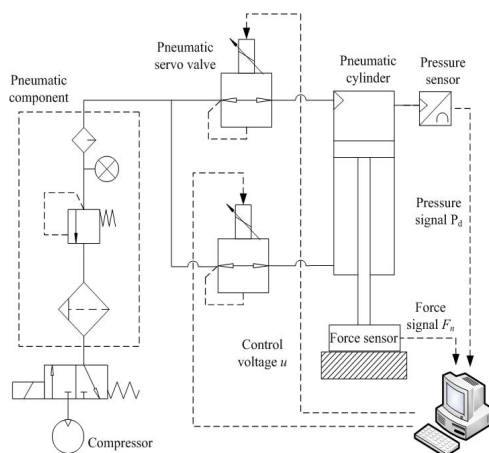 Pneumatic
servo valve
Pneumatic
cylinder
Pressure
sensor
Pneumatic
component
Pressure
signal P_d
Force
signal F_n
Force sensor
Control
voltage u
Compressor